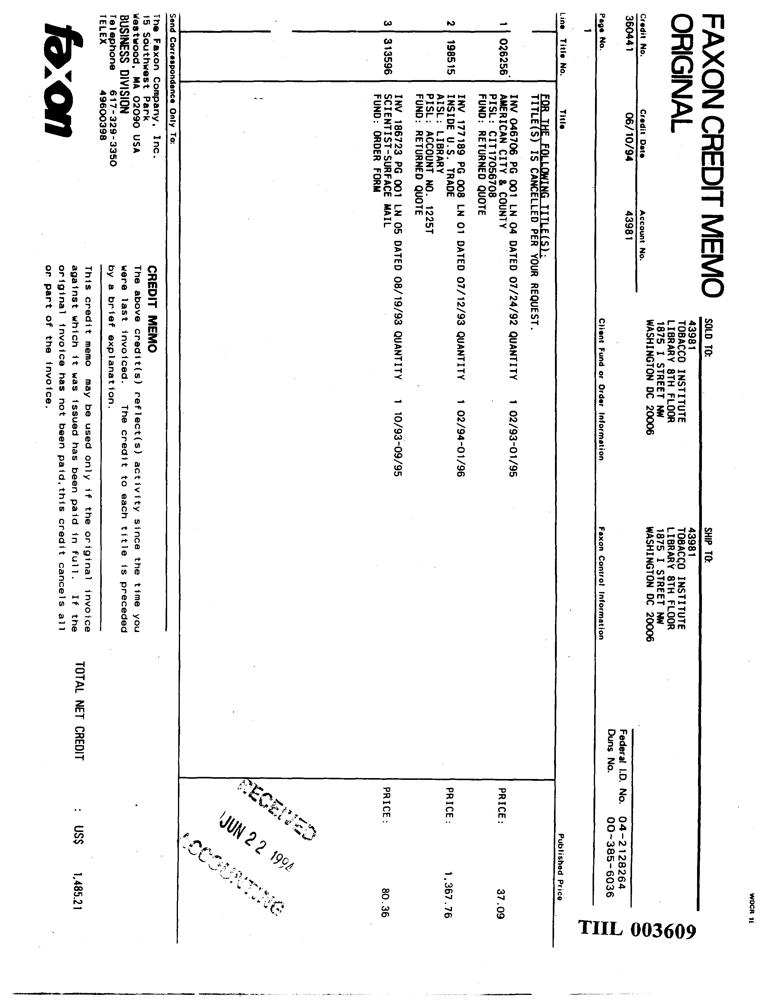 WDCR 11
FAXON CREDIT MEMO
ORIGINAL
Credit No. Credit Date Account No.
360441 06/10/94 43981
SOLD TO:
43981
TOBACCO INSTITUTE
LIBRARY 8TH FLOOR
1875 I STREET NW
WASHINGTON DC 20006
SHIP TO:
43981
TOBACCO INSTITUTE
LIBRARY 8TH FLOOR
1875 I STREET NW
WASHINGTON DC 20006
Federal I.D. No. 04-2128264
Duns No. 00-385-6036
TIIL 003609
Page No. Client Fund or Order Information Faxon Control Information
1
Line Title No. Title Published Price
FOR THE FOLLOWING TITLE(S):
TITLE(S) IS CANCELLED PER YOUR REQUEST.
1 026256 INV 046706 PG 001 LN 04 DATED 07/24/92 QUANTITY 1 02/93-01/95 PRICE: 37.09
AMERICAN CITY & COUNTY
PISL: CIT17056708
FUND: RETURNED QUOTE
2 198515 INV 177189 PG 008 LN 01 DATED 07/12/93 QUANTITY 1 02/94-01/96 PRICE: 1,367.76
INSIDE U.S. TRADE
AISL: LIBRARY
PISL: ACCOUNT NO. 1225T
FUND: RETURNED QUOTE
3 313596 INV 186723 PG 001 LN 05 DATED 08/19/93 QUANTITY 1 10/93-09/95 PRICE: 80.36
SCIENTIST-SURFACE MAIL
FUND: ORDER FORM
RECEIVED
JUN 22 1994
ACCOUNTING
Send Correspondence Only To:
The Faxon Company, Inc.
15 Southwest Park
Westwood, MA 02090 USA
BUSINESS DIVISION
Telephone 617-329-3350
TELEX 49600398
faxon
CREDIT MEMO
The above credit(s) reflect(s) activity since the time you
were last invoiced. The credit to each title is preceded
by a brief explanation.
This credit memo may be used only if the original invoice
against which it was issued has been paid in full. If the
original invoice has not been paid,this credit cancels all
or part of the invoice.
TOTAL NET CREDIT : US$ 1,485.21